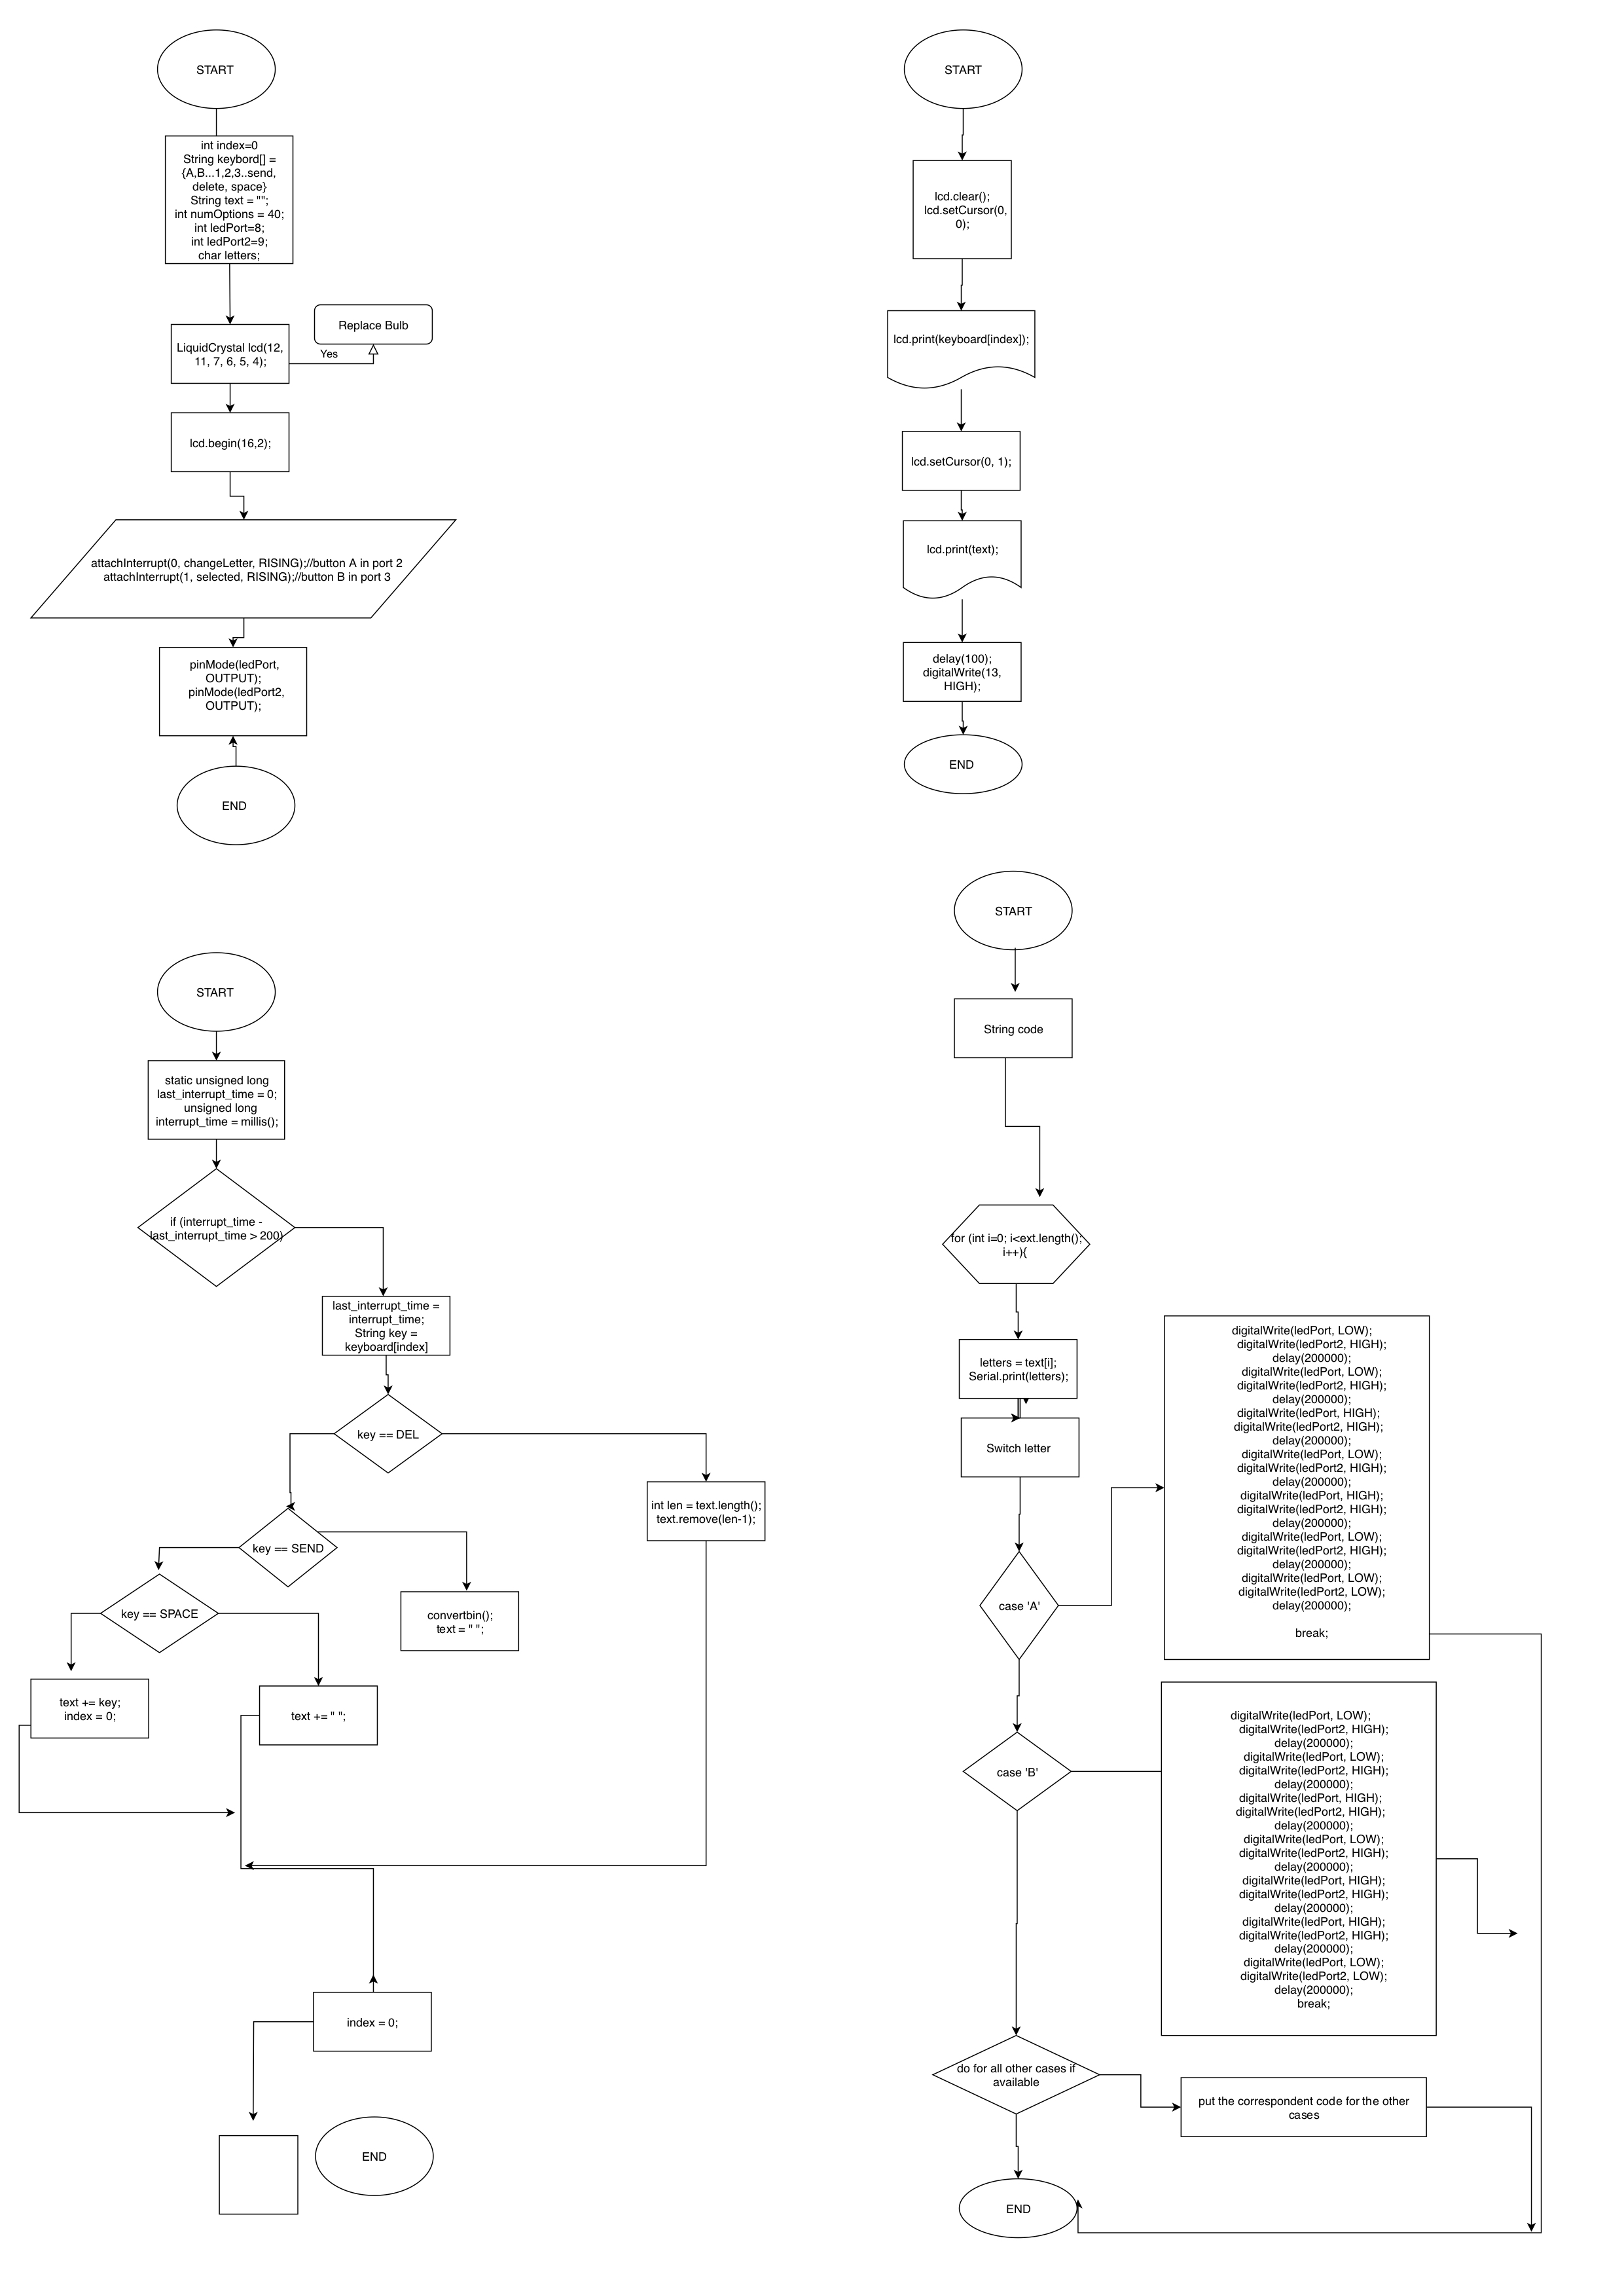 START
int index=0
String keybord[] =
{A,B...1,2,3..send,
delete, space}
String text = "";
int numOptions = 40;
int ledPort=8;
int ledPort2=9;
char letters;
Replace Bulb
LiquidCrystal lcd(12,
11, 7, 6, 5, 4);
Yes
lcd.begin(16,2);
attachInterrupt(0, changeLetter, RISING);//button A in port 2
attachInterrupt(1, selected, RISING);//button B in port 3
pinMode(ledPort,
OUTPUT);
pinMode(ledPort2,
OUTPUT);
END
START
lcd.clear();
lcd.setCursor(0,
0);
lcd.print(keyboard[index]);
lcd.setCursor(0, 1);
lcd.print(text);
delay(100);
digitalWrite(13,
HIGH);
END
START
static unsigned long
last_interrupt_time = 0;
unsigned long
interrupt_time = millis();
if (interrupt_time -
last_interrupt_time > 200)
last_interrupt_time =
interrupt_time;
String key =
keyboard[index]
key == DEL
int len = text.length();
text.remove(len-1);
key == SEND
convertbin();
text = " ";
key == SPACE
text += key;
index = 0;
text += " ";
index = 0;
END
START
String code
for (int i=0; i<ext.length();
i++){
letters = text[i];
Serial.print(letters);
Switch letter
case 'A'
digitalWrite(ledPort, LOW);
digitalWrite(ledPort2, HIGH);
delay(200000);
digitalWrite(ledPort, LOW);
digitalWrite(ledPort2, HIGH);
delay(200000);
digitalWrite(ledPort, HIGH);
digitalWrite(ledPort2, HIGH);
delay(200000);
digitalWrite(ledPort, LOW);
digitalWrite(ledPort2, HIGH);
delay(200000);
digitalWrite(ledPort, HIGH);
digitalWrite(ledPort2, HIGH);
delay(200000);
digitalWrite(ledPort, LOW);
digitalWrite(ledPort2, HIGH);
delay(200000);
digitalWrite(ledPort, LOW);
digitalWrite(ledPort2, LOW);
delay(200000);
break;
case 'B'
digitalWrite(ledPort, LOW);
digitalWrite(ledPort2, HIGH);
delay(200000);
digitalWrite(ledPort, LOW);
digitalWrite(ledPort2, HIGH);
delay(200000);
digitalWrite(ledPort, HIGH);
digitalWrite(ledPort2, HIGH);
delay(200000);
digitalWrite(ledPort, LOW);
digitalWrite(ledPort2, HIGH);
delay(200000);
digitalWrite(ledPort, HIGH);
digitalWrite(ledPort2, HIGH);
delay(200000);
digitalWrite(ledPort, HIGH);
digitalWrite(ledPort2, HIGH);
delay(200000);
digitalWrite(ledPort, LOW);
digitalWrite(ledPort2, LOW);
delay(200000);
break;
do for all other cases if
available
put the correspondent code for the other
cases
END